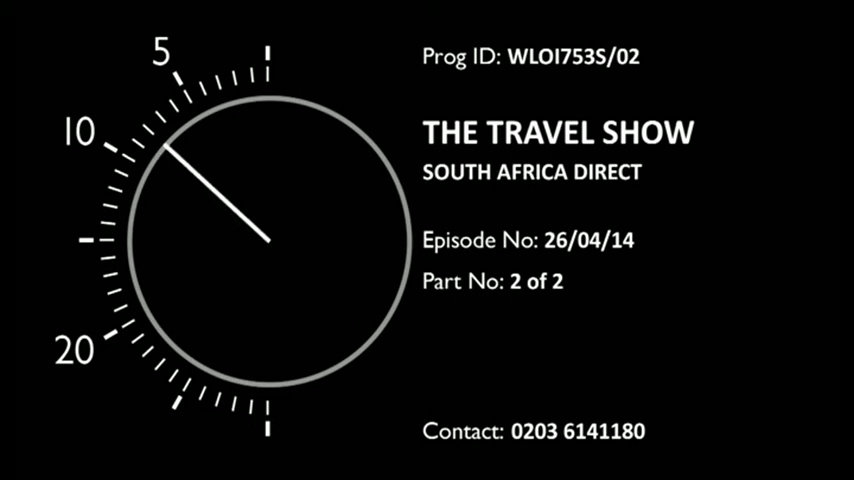 5
10
20
Prog ID: WLOI753S/02
THE TRAVEL SHOW
SOUTH AFRICA DIRECT
Episode No: 26/04/14
Part No: 2 of 2
Contact: 0203 6141180